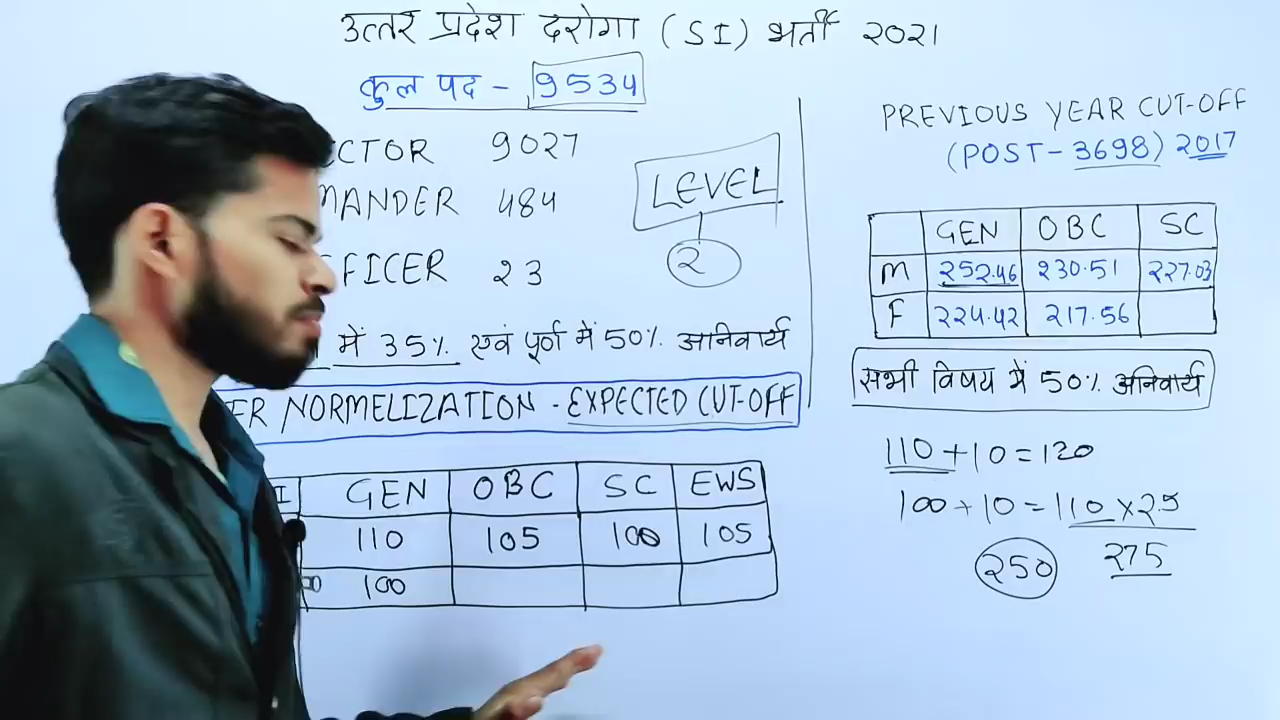 उत्तर प्रदेश दरोगा (SI) भर्ती २०२१
कुल पद - 9534
CTOR 9027
MANDER 484
FFICER 23
LEVEL
2
में 35% एवं पूर्ण में 50% अनिवार्य
ER NORMELIZATION - EXPECTED CUT-OFF
I GEN OBC SC EWS
110 105 100 105
100
PREVIOUS YEAR CUT-OFF
(POST- 3698) 2017
GEN OBC SC
M 252.46 230.51 227.03
F 224.42 217.56
सभी विषय में 50% अनिवार्य
110 + 10 = 120
100 + 10 = 110 x 2.5
250 275